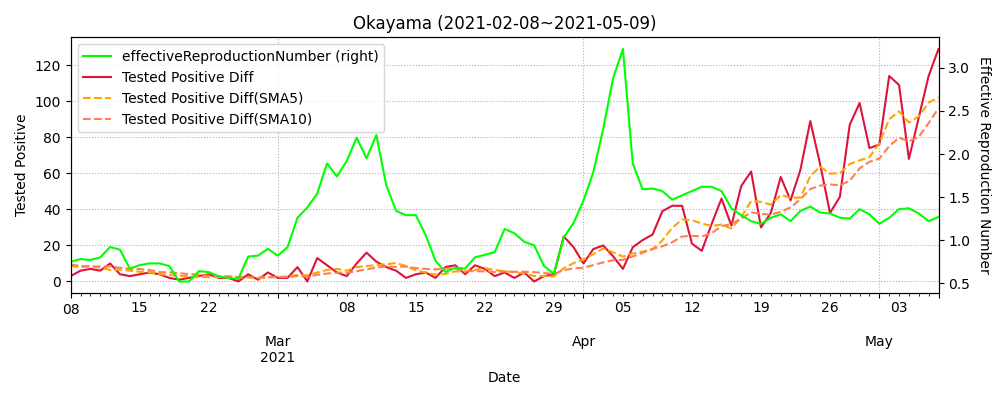 Okayama (2021-02-08~2021-05-09)
effectiveReproductionNumber (right)
Tested Positive Diff
Tested Positive Diff(SMA5)
Tested Positive Diff(SMA10)
Tested Positive
120
100
80
60
40
20
0
Effective Reproduction Number
3.0
2.5
2.0
1.5
1.0
0.5
08 15 22 08 15 22 29 05 12 19 26 03
Mar Apr May
2021
Date